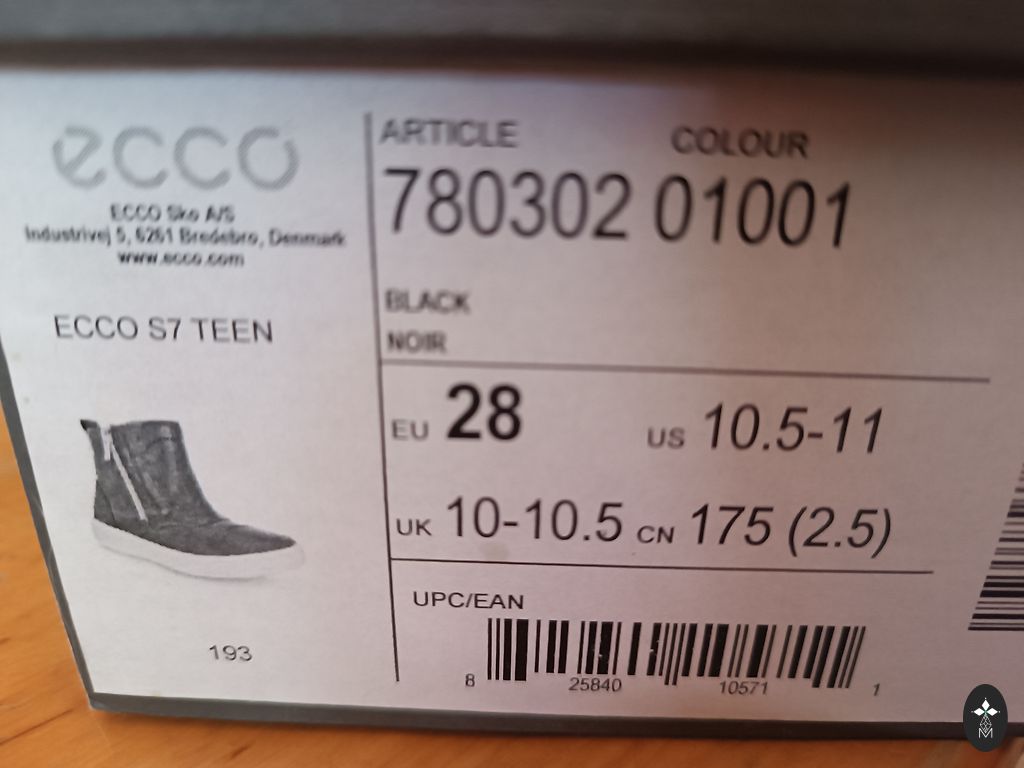 ecco
ECCO Sko A/S
Industrivej 5, 6261 Bredebro, Denmark
www.ecco.com
ECCO S7 TEEN
193
ARTICLE COLOUR
780302 01001
BLACK
NOIR
EU 28 US 10.5-11
UK 10-10.5 CN 175 (2.5)
UPC/EAN
8 25840 10571 1
M